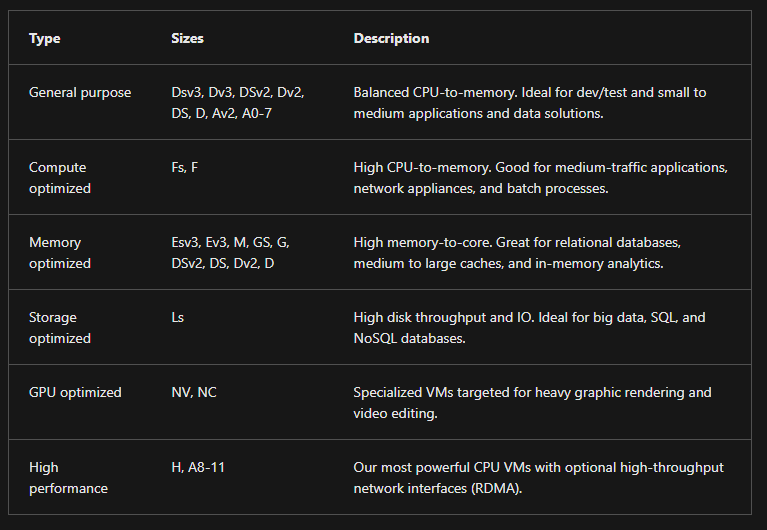 Type Sizes Description
General purpose Dsv3, Dv3, DSv2, Dv2, Balanced CPU-to-memory. Ideal for dev/test and small to
DS, D, Av2, A0-7 medium applications and data solutions.
Compute Fs, F High CPU-to-memory. Good for medium-traffic applications,
optimized network appliances, and batch processes.
Memory Esv3, Ev3, M, GS, G, High memory-to-core. Great for relational databases,
optimized DSv2, DS, Dv2, D medium to large caches, and in-memory analytics.
Storage Ls High disk throughput and IO. Ideal for big data, SQL, and
optimized NoSQL databases.
GPU optimized NV, NC Specialized VMs targeted for heavy graphic rendering and
video editing.
High H, A8-11 Our most powerful CPU VMs with optional high-throughput
performance network interfaces (RDMA).